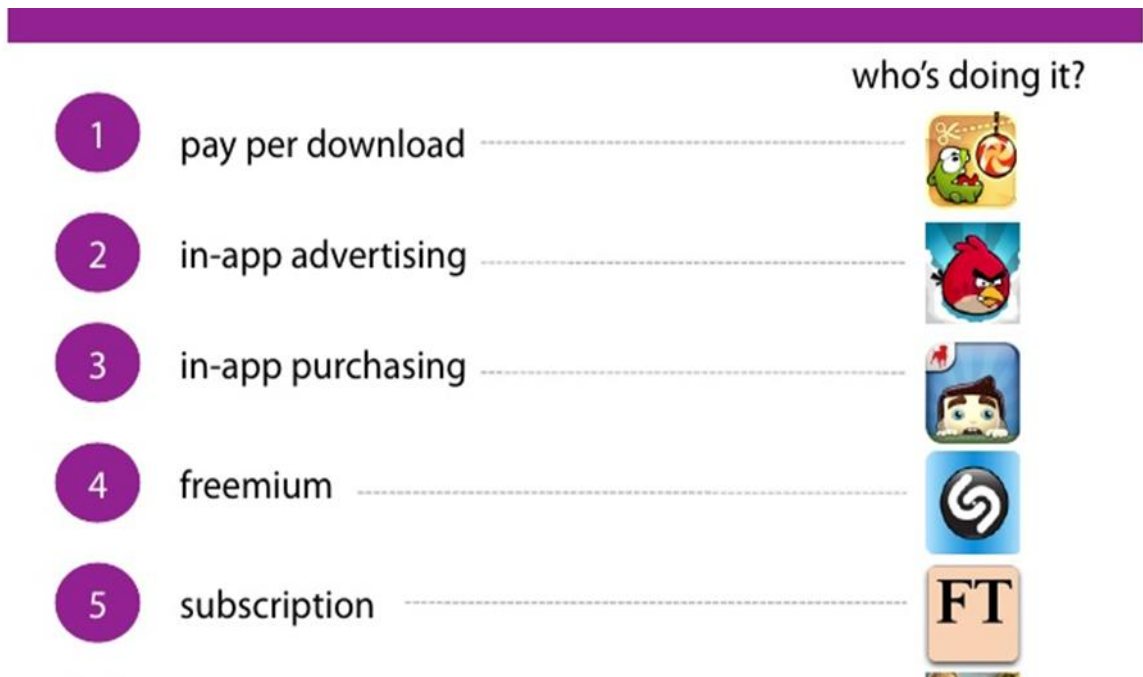 who's doing it?
1 pay per download
2 in-app advertising
3 in-app purchasing
4 freemium
5 subscription
FT